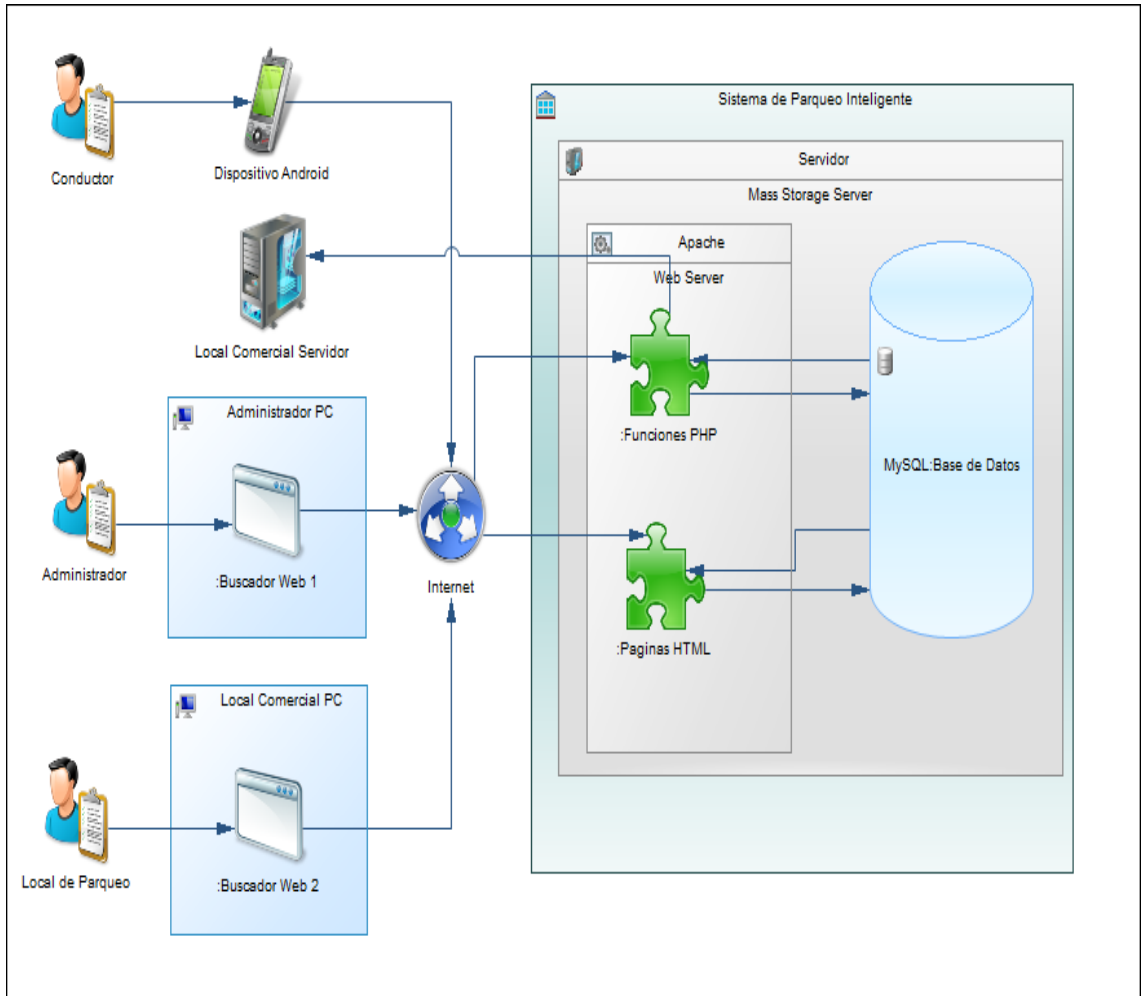 Conductor
Dispositivo Android
Local Comercial Servidor
Administrador PC
Administrador
:Buscador Web 1
Internet
Local Comercial PC
Local de Parqueo
:Buscador Web 2
Sistema de Parqueo Inteligente
Servidor
Mass Storage Server
Apache
Web Server
:Funciones PHP
MySQL:Base de Datos
:Paginas HTML